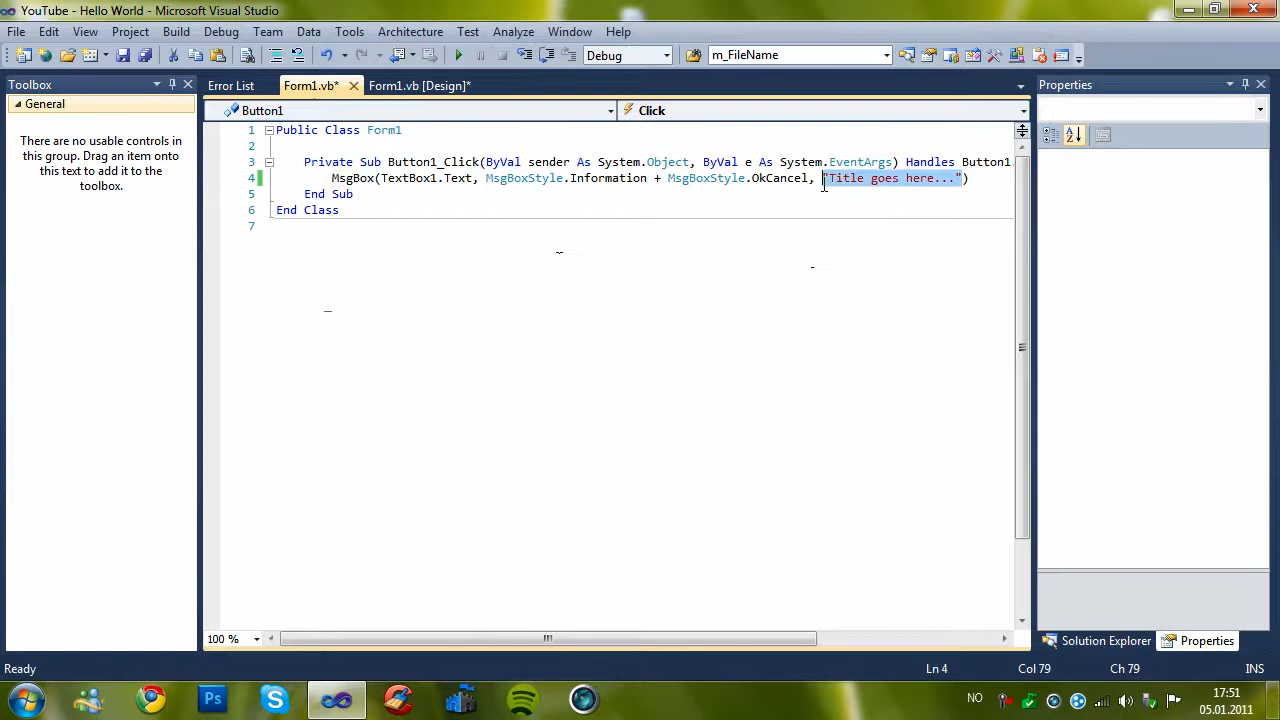 YouTube - Hello World - Microsoft Visual Studio
File Edit View Project Build Debug Team Data Tools Architecture Test Analyze Window Help
Debug m_FileName
Toolbox
General
There are no usable controls in
this group. Drag an item onto
this text to add it to the
toolbox.
Error List Form1.vb* Form1.vb [Design]*
Button1 Click
1 Public Class Form1
2
3 Private Sub Button1_Click(ByVal sender As System.Object, ByVal e As System.EventArgs) Handles Button1.
4 MsgBox(TextBox1.Text, MsgBoxStyle.Information + MsgBoxStyle.OkCancel, "Title goes here...")
5 End Sub
6 End Class
7
100 %
Properties
Solution Explorer Properties
Ready Ln 4 Col 79 Ch 79 INS
Ps
NO 17:51
05.01.2011